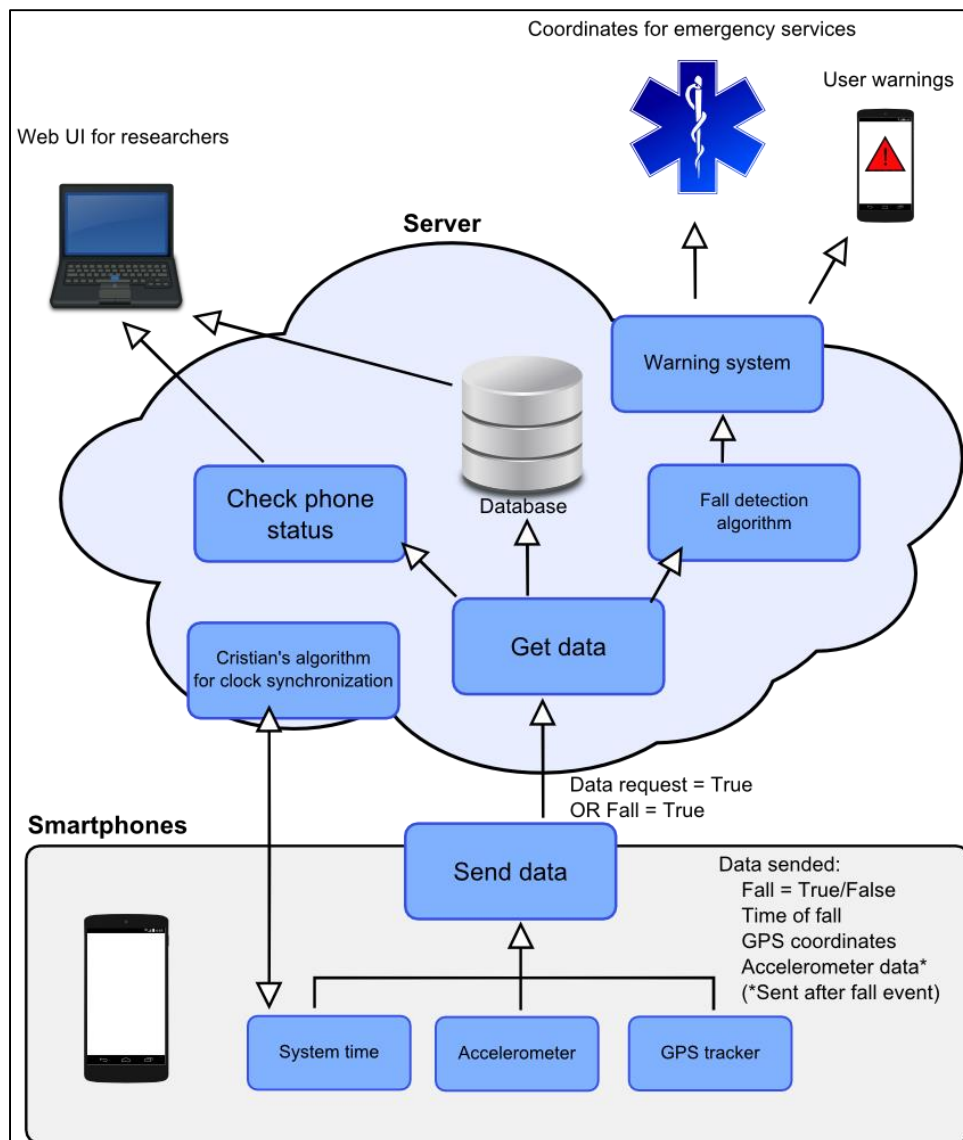 Coordinates for emergency services
User warnings
Web UI for researchers
Server
Warning system
Check phone
status
Database
Fall detection
algorithm
Get data
Cristian's algorithm
for clock synchronization
Data request = True
OR Fall = True
Smartphones
Send data
Data sended:
Fall = True/False
Time of fall
GPS coordinates
Accelerometer data*
(*Sent after fall event)
System time
Accelerometer
GPS tracker